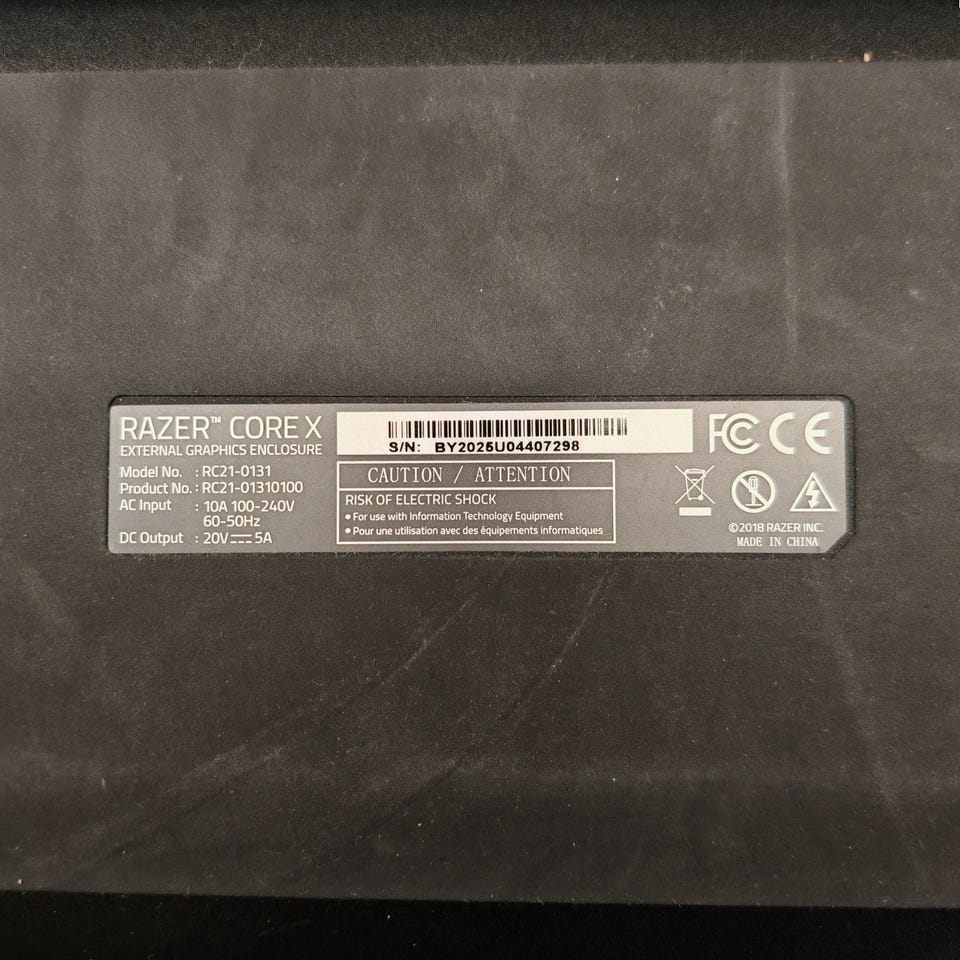 RAZER™ CORE X
EXTERNAL GRAPHICS ENCLOSURE
Model No. : RC21-0131
Product No. : RC21-01310100
AC Input : 10A 100-240V
60-50Hz
DC Output : 20V⎓5A
S/N: BY2025U04407298
CAUTION / ATTENTION
RISK OF ELECTRIC SHOCK
• For use with Information Technology Equipment
• Pour une utilisation avec des équipements informatiques
FC CE
©2018 RAZER INC.
MADE IN CHINA